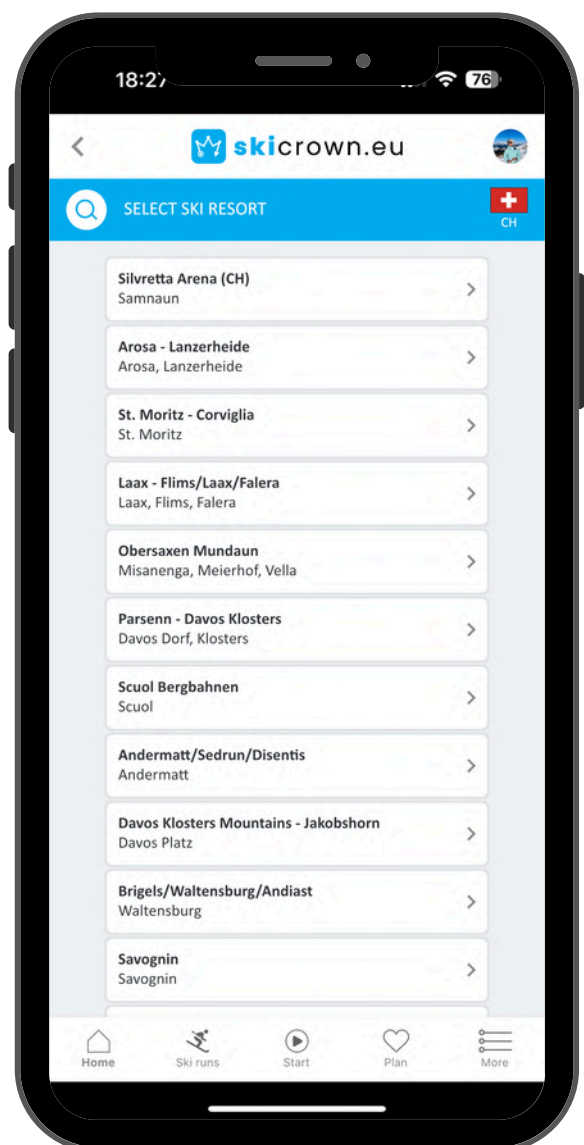 18:27
76
skicrown.eu
SELECT SKI RESORT
CH
Silvretta Arena (CH)
Samnaun
Arosa - Lanzerheide
Arosa, Lanzerheide
St. Moritz - Corviglia
St. Moritz
Laax - Flims/Laax/Falera
Laax, Flims, Falera
Obersaxen Mundaun
Misanenga, Meierhof, Vella
Parsenn - Davos Klosters
Davos Dorf, Klosters
Scuol Bergbahnen
Scuol
Andermatt/Sedrun/Disentis
Andermatt
Davos Klosters Mountains - Jakobshorn
Davos Platz
Brigels/Waltensburg/Andiast
Waltensburg
Savognin
Savognin
Home
Ski runs
Start
Plan
More